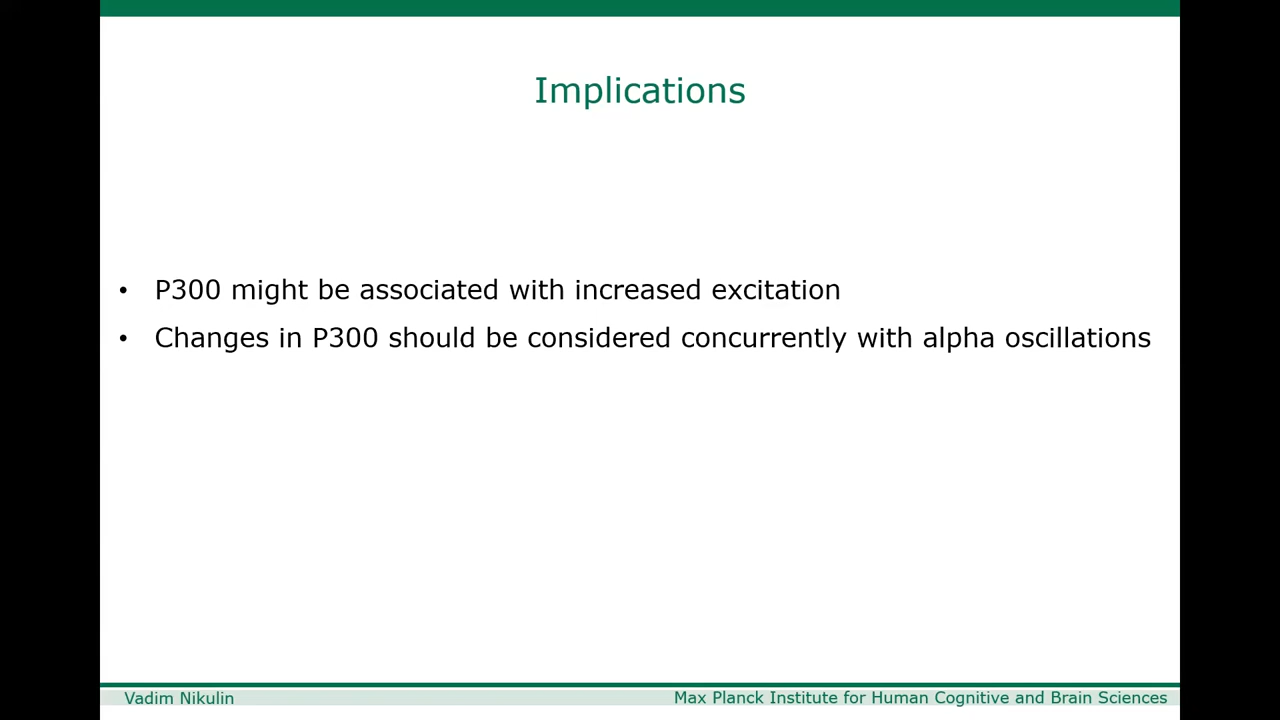 Implications
• P300 might be associated with increased excitation
• Changes in P300 should be considered concurrently with alpha oscillations
Vadim Nikulin
Max Planck Institute for Human Cognitive and Brain Sciences